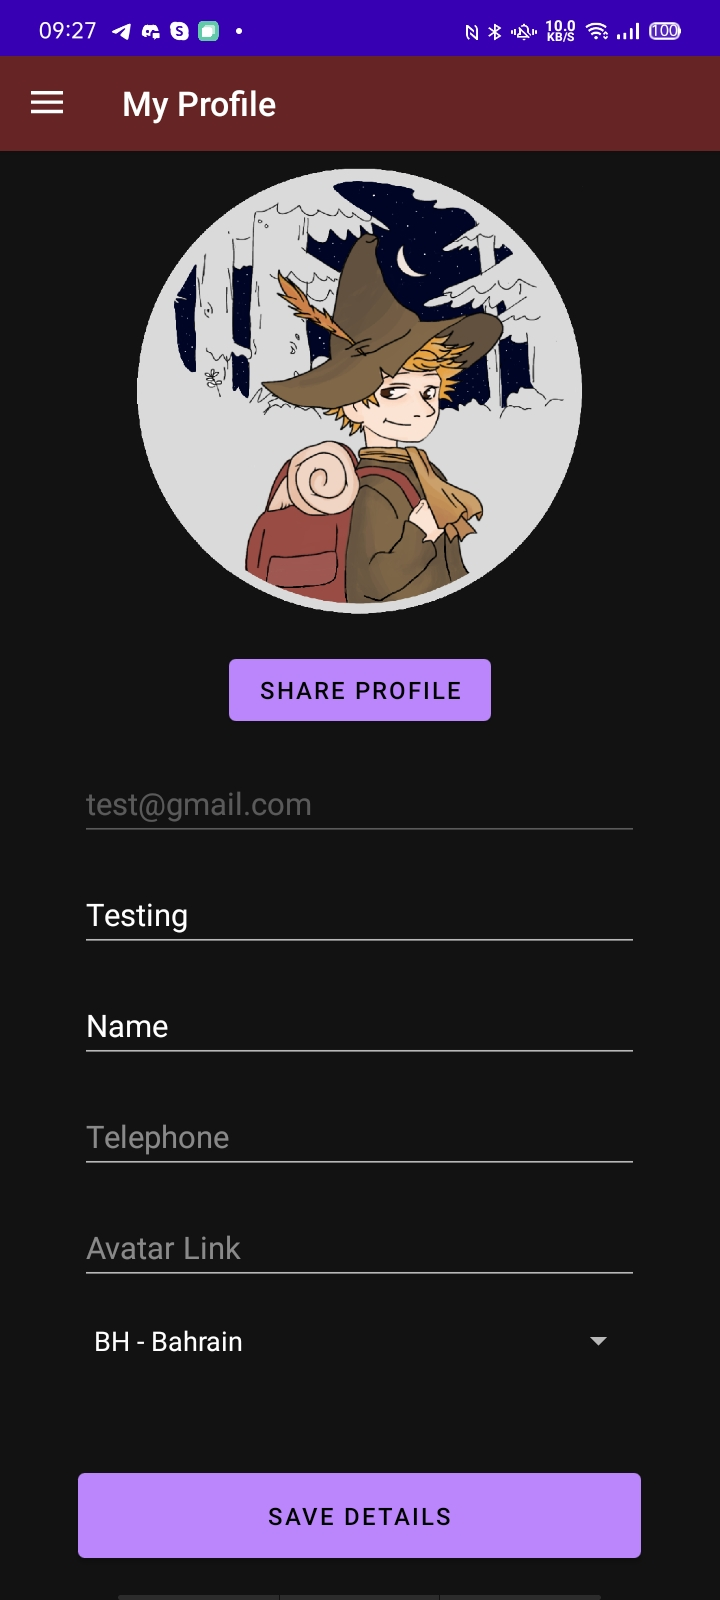 09:27
10.0
KB/S
100
My Profile
SHARE PROFILE
test@gmail.com
Testing
Name
Telephone
Avatar Link
BH - Bahrain
SAVE DETAILS